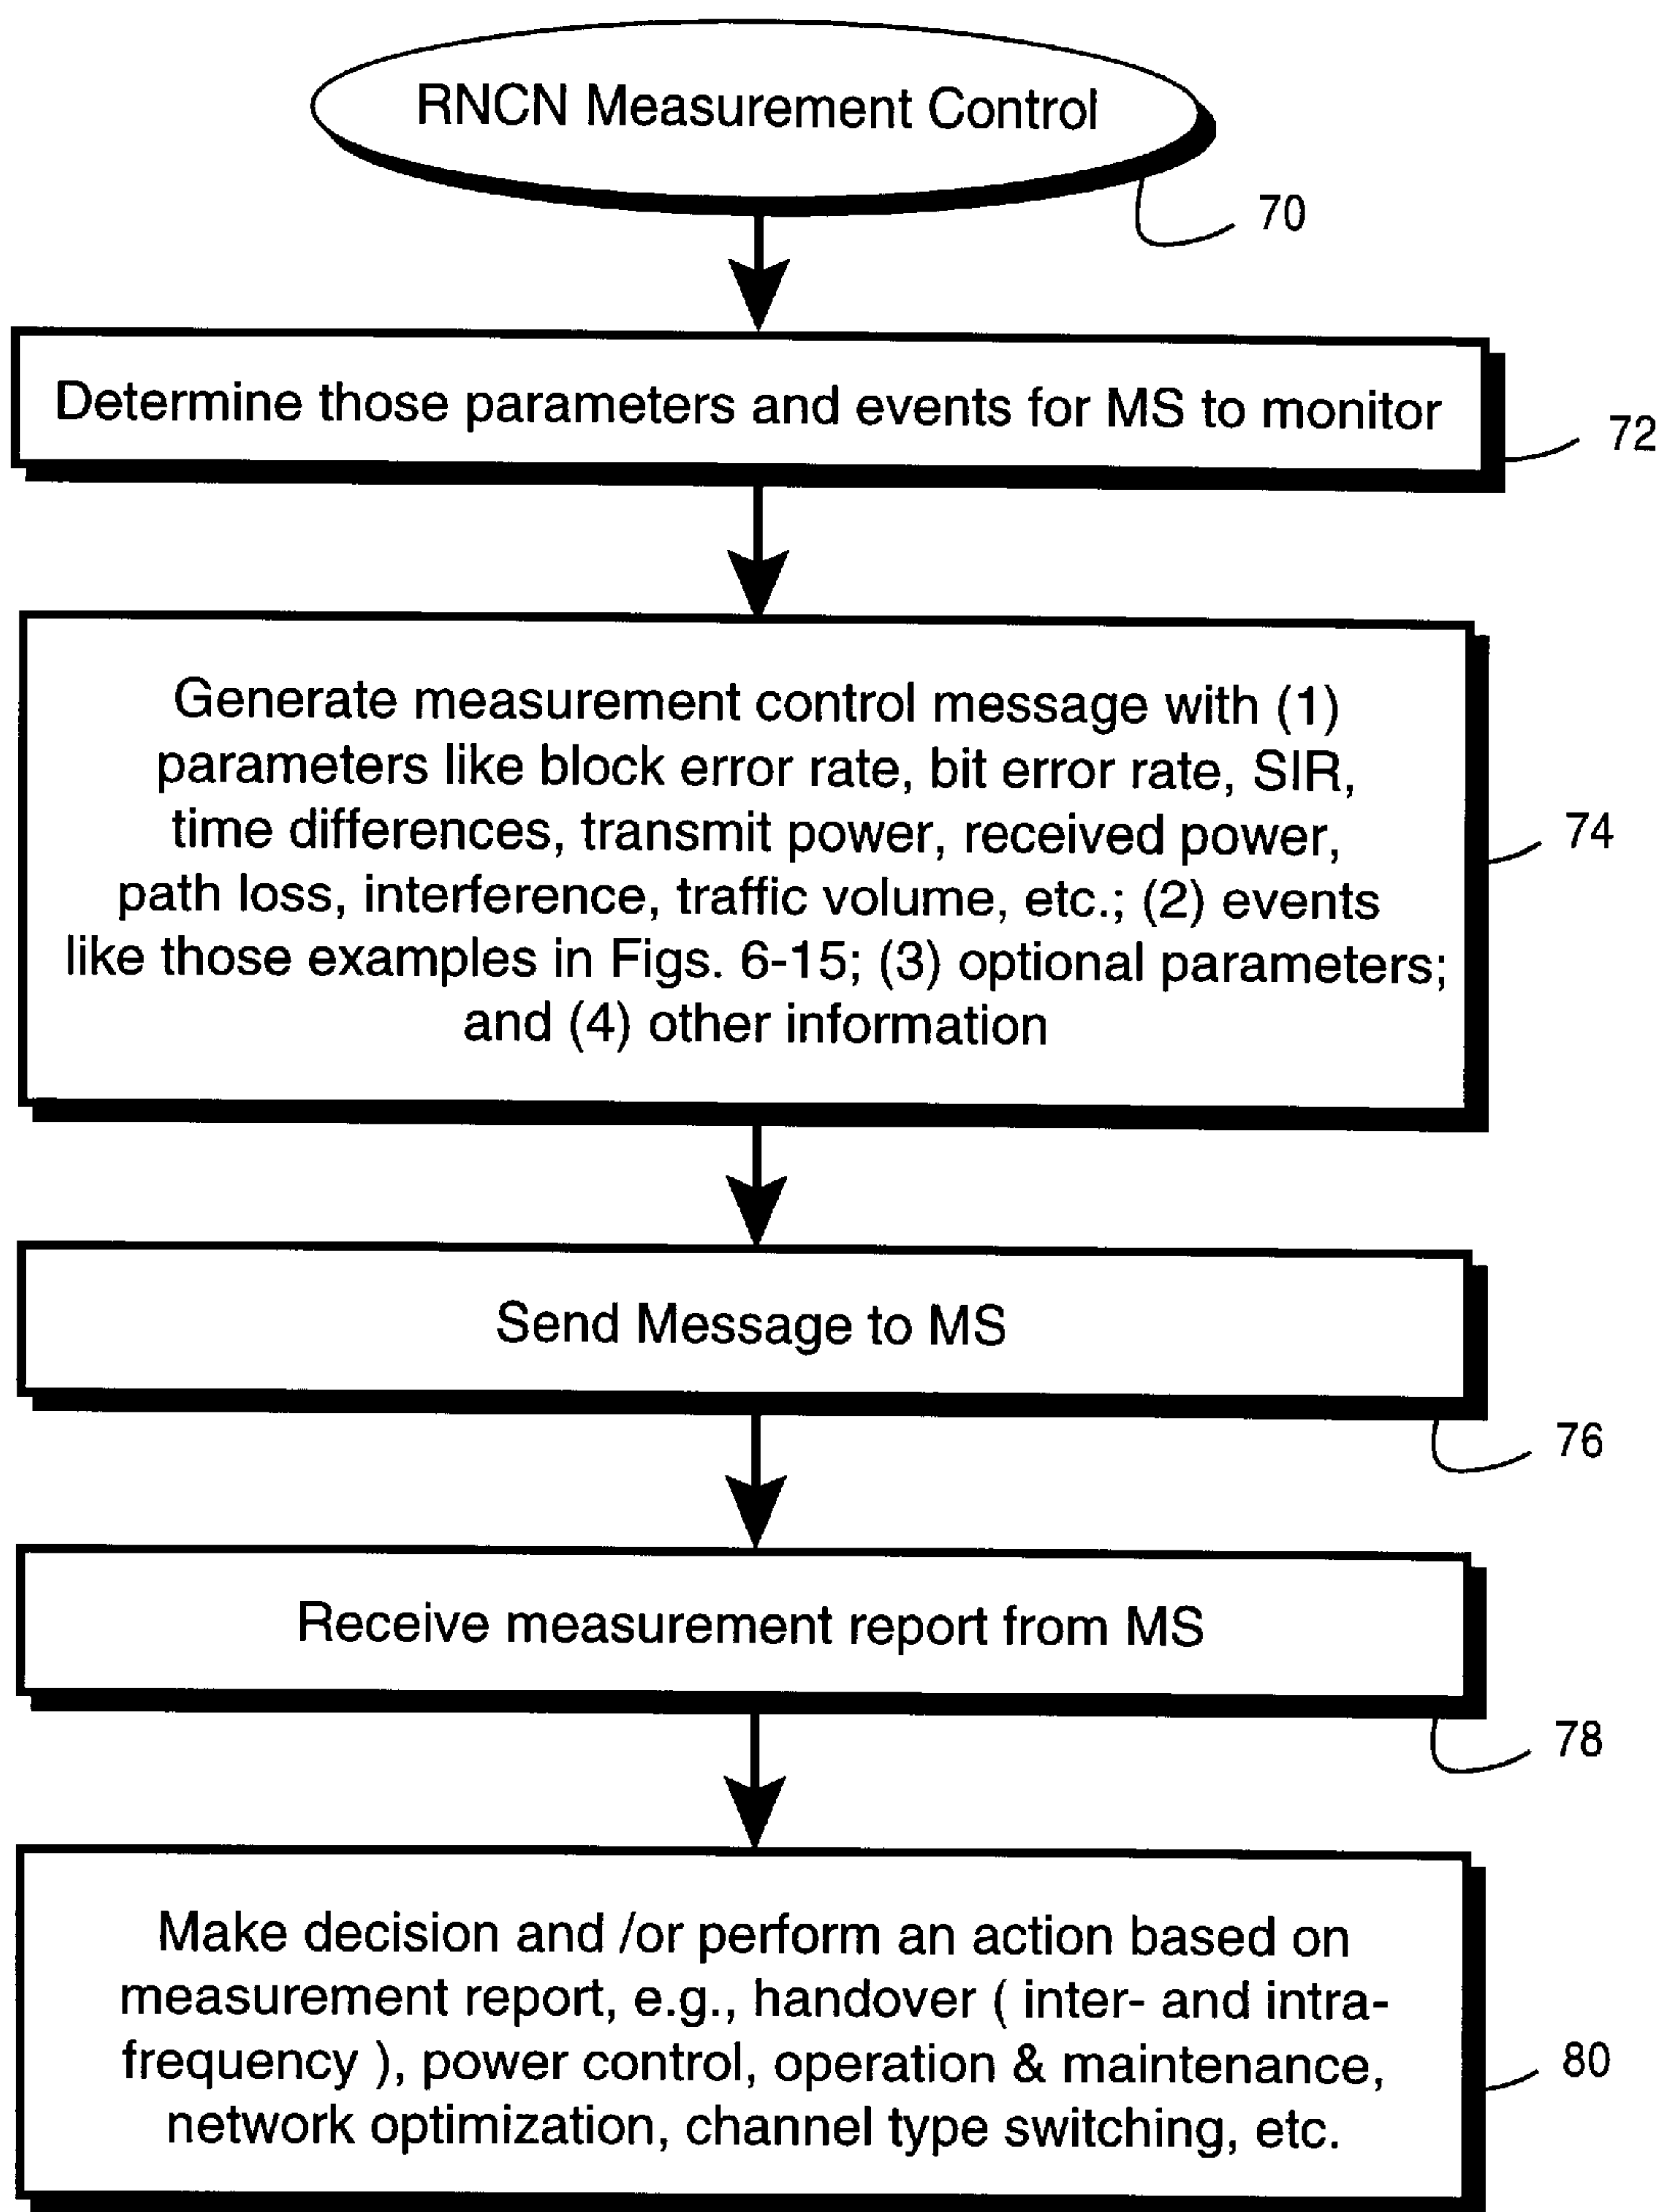 RNCN Measurement Control
70
Determine those parameters and events for MS to monitor
72
Generate measurement control message with (1)
parameters like block error rate, bit error rate, SIR,
time differences, transmit power, received power,
path loss, interference, traffic volume, etc.; (2) events
like those examples in Figs. 6-15; (3) optional parameters;
and (4) other information
74
Send Message to MS
76
Receive measurement report from MS
78
Make decision and /or perform an action based on
measurement report, e.g., handover ( inter- and intra-
frequency ), power control, operation & maintenance,
network optimization, channel type switching, etc.
80